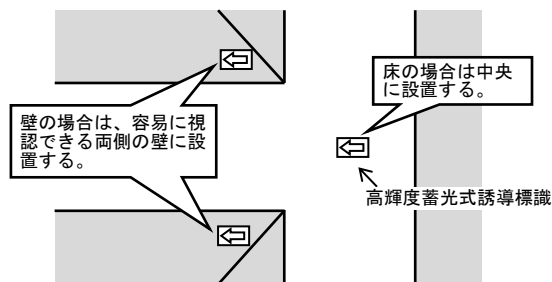 床の場合は中央
に設置する。
壁の場合は、容易に視
認できる両側の壁に設
置する。
高輝度蓄光式誘導標識